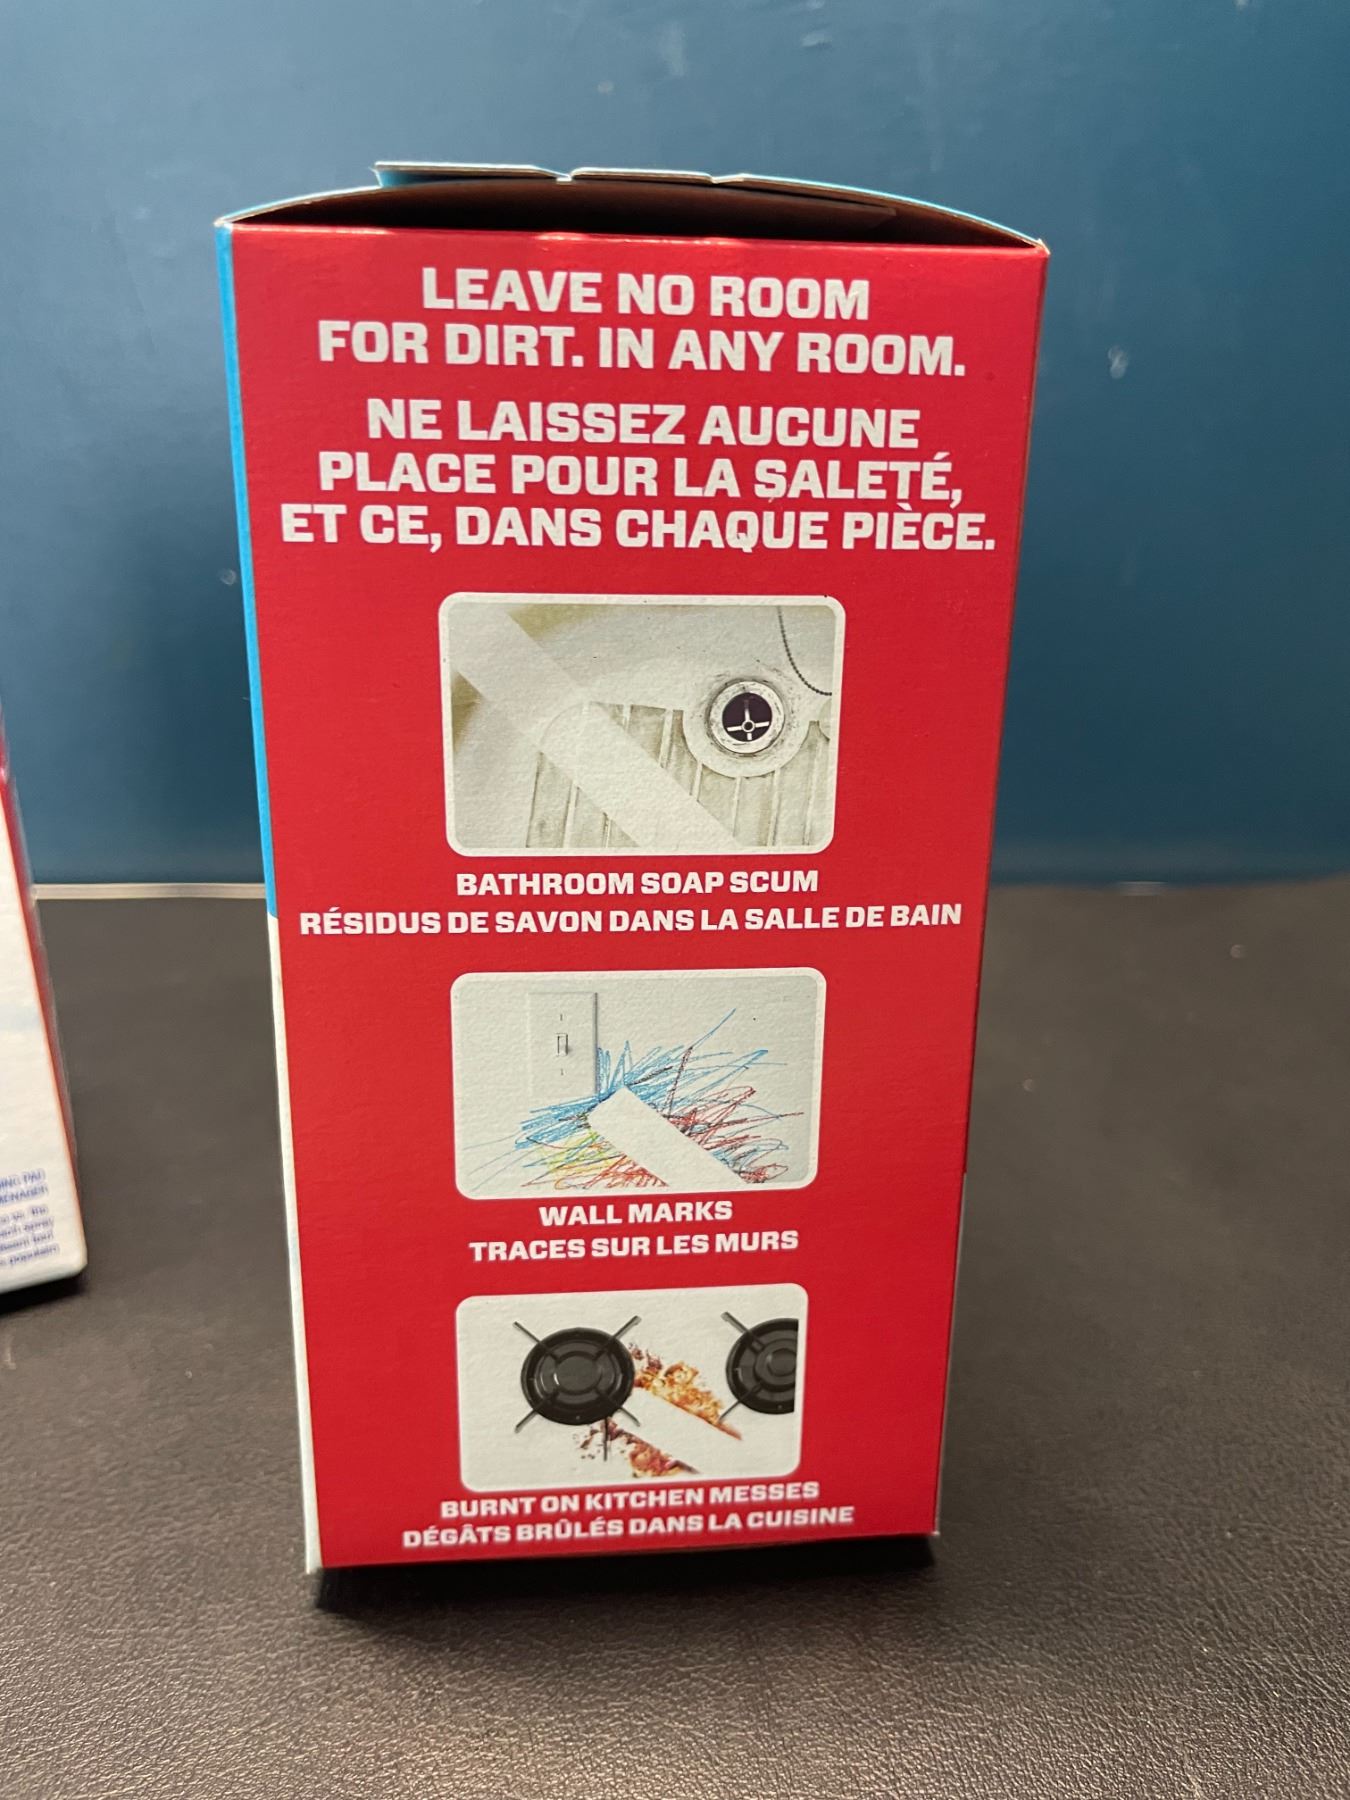 LEAVE NO ROOM
FOR DIRT. IN ANY ROOM.
NE LAISSEZ AUCUNE
PLACE POUR LA SALETÉ,
ET CE, DANS CHAQUE PIÈCE.
BATHROOM SOAP SCUM
RÉSIDUS DE SAVON DANS LA SALLE DE BAIN
WALL MARKS
TRACES SUR LES MURS
BURNT ON KITCHEN MESSES
DÉGÂTS BRÛLÉS DANS LA CUISINE